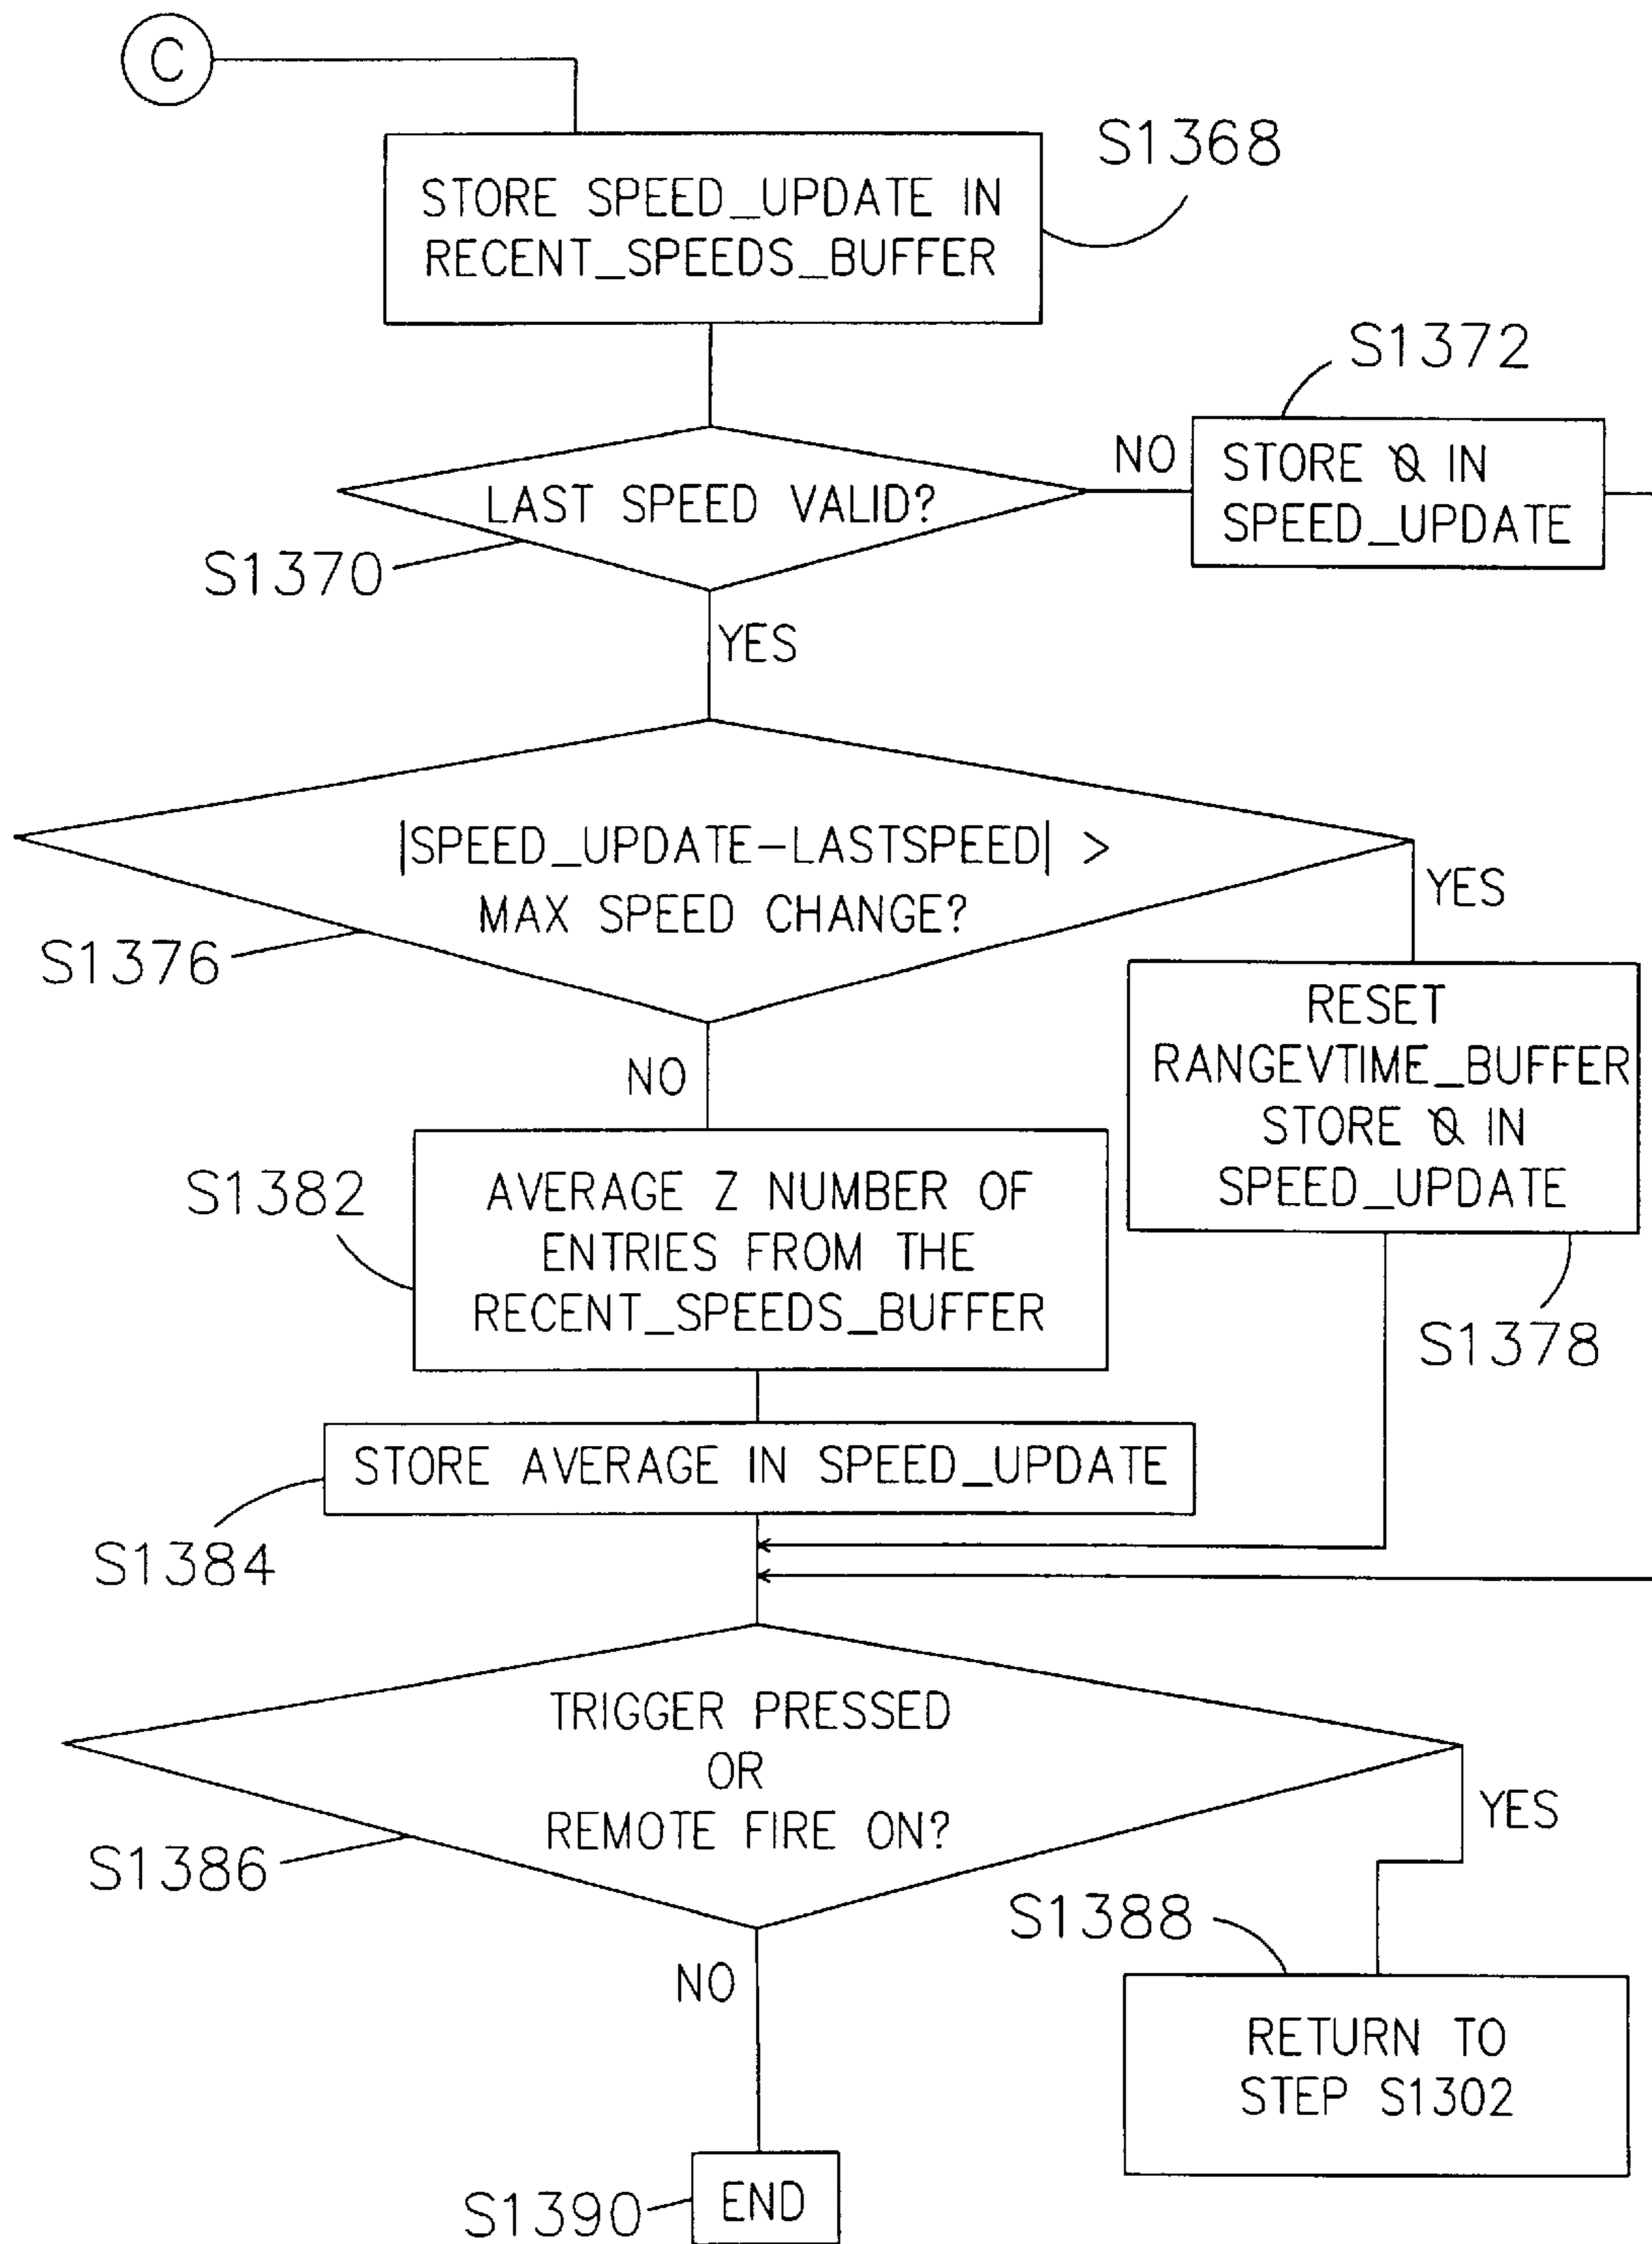 C
S1368
STORE SPEED_UPDATE IN
RECENT_SPEEDS_BUFFER
S1372
NO
STORE 0 IN
SPEED_UPDATE
LAST SPEED VALID?
S1370
YES
|SPEED_UPDATE-LASTSPEED| >
MAX SPEED CHANGE?
YES
S1376
RESET
RANGEVTIME_BUFFER
STORE 0 IN
SPEED_UPDATE
NO
S1382
AVERAGE Z NUMBER OF
ENTRIES FROM THE
RECENT_SPEEDS_BUFFER
S1378
STORE AVERAGE IN SPEED_UPDATE
S1384
TRIGGER PRESSED
OR
REMOTE FIRE ON?
YES
S1386
S1388
NO
RETURN TO
STEP S1302
S1390
END